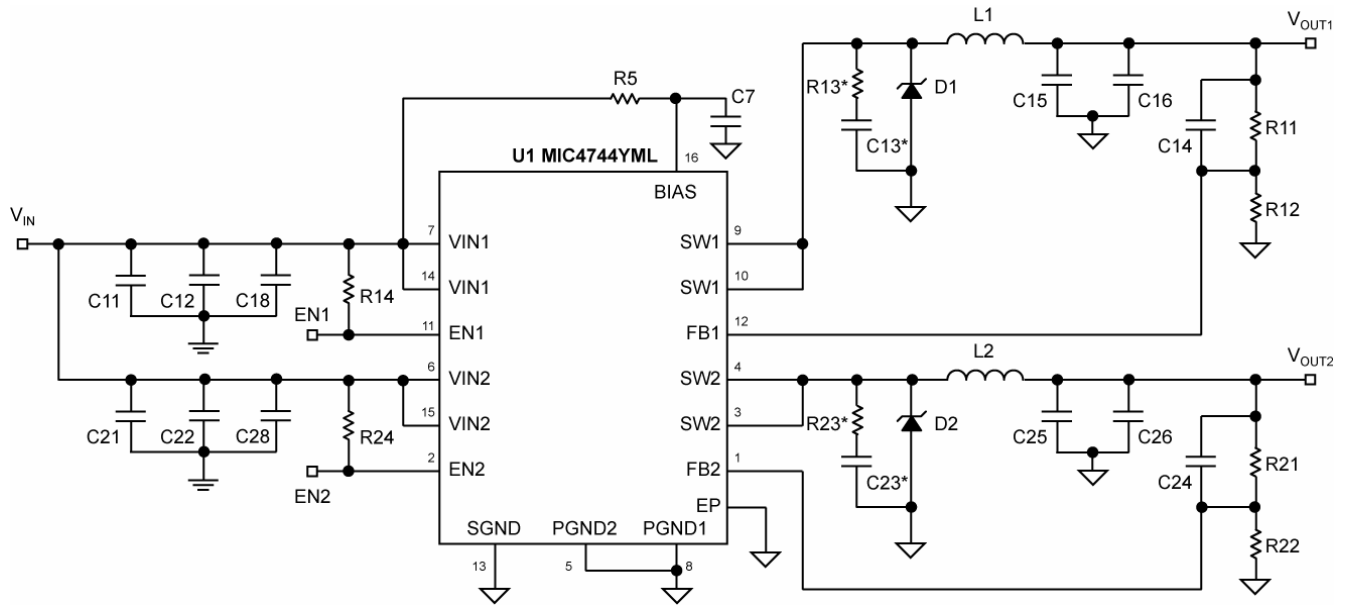 L1
VOUT1
R5
C7
R13*
D1
C15
C16
R11
C13*
C14
U1 MIC4744YML
16
BIAS
R12
VIN
7
VIN1
SW1
9
14
VIN1
SW1
10
C11
C12
C18
R14
EN1
11
EN1
FB1
12
L2
VOUT2
6
VIN2
SW2
4
15
VIN2
SW2
3
C21
C22
C28
R24
R23*
D2
C25
C26
R21
2
EN2
FB2
1
C23*
C24
EN2
EP
SGND
PGND2
PGND1
R22
13
5
8